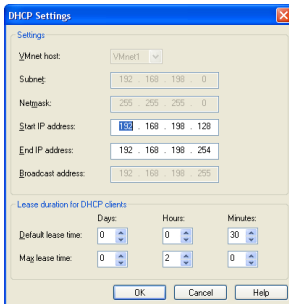 DHCP Settings
Settings
VMnet host: VMnet1
Subnet: 192 . 168 . 198 . 0
Netmask: 255 . 255 . 255 . 0
Start IP address: 192 . 168 . 198 . 128
End IP address: 192 . 168 . 198 . 254
Broadcast address: 192 . 168 . 198 . 255
Lease duration for DHCP clients
Days: Hours: Minutes:
Default lease time: 0 0 30
Max lease time: 0 2 0
OK Cancel Help